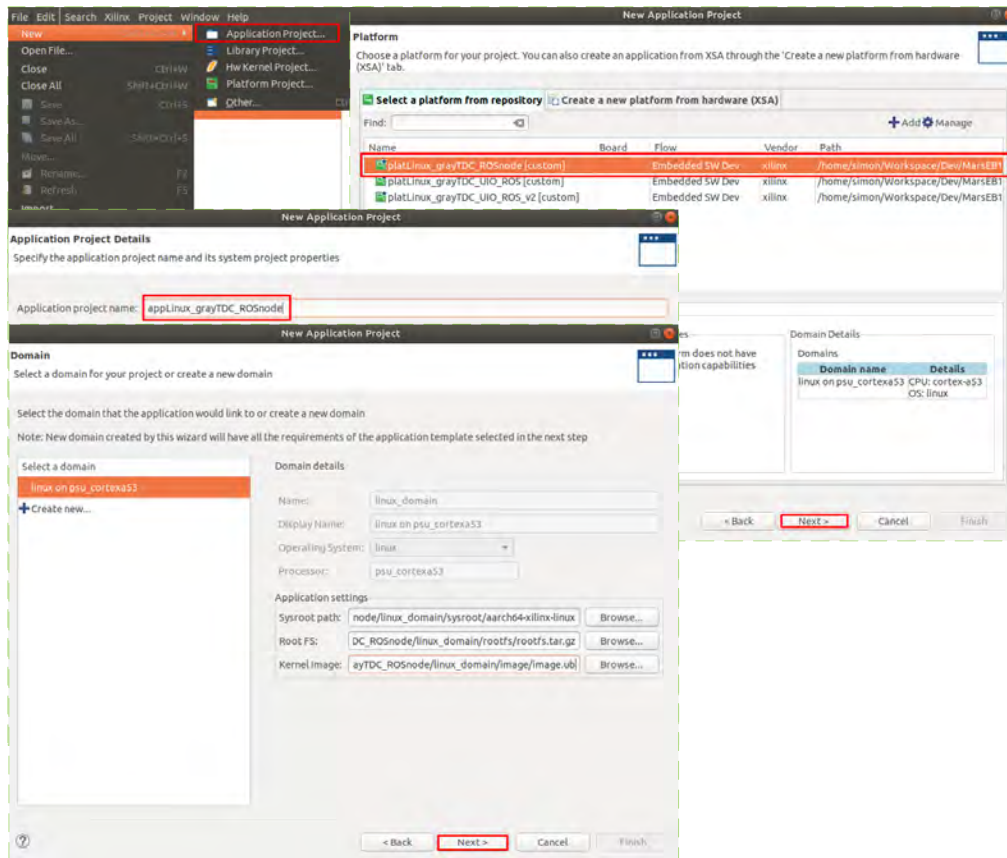 File Edit Search Xilinx Project Window Help
New
Open File...
Close Ctrl+W
Close All Shift+Ctrl+W
Save Ctrl+S
Save As...
Save All Shift+Ctrl+S
Move...
Rename... F2
Refresh F5
Import...
Application Project...
Library Project...
Hw Kernel Project...
Platform Project...
Other...
New Application Project
Platform
Choose a platform for your project. You can also create an application from XSA through the 'Create a new platform from hardware
(XSA)' tab.
Select a platform from repository Create a new platform from hardware (XSA)
Find: Add Manage
Name Board Flow Vendor Path
platLinux_grayTDC_ROSnode [custom] Embedded SW Dev xilinx /home/simon/Workspace/Dev/MarsEB1
platLinux_grayTDC_UIO_ROS [custom] Embedded SW Dev xilinx /home/simon/Workspace/Dev/MarsEB1
platLinux_grayTDC_UIO_ROS_v2 [custom] Embedded SW Dev xilinx /home/simon/Workspace/Dev/MarsEB1
New Application Project
Application Project Details
Specify the application project name and its system project properties
Application project name: appLinux_grayTDC_ROSnode
Domain Details
rm does not have
Domains
Domain name Details
linux on psu_cortexa53 CPU: cortex-a53
OS: linux
< Back Next > Cancel Finish
New Application Project
Domain
Select a domain for your project or create a new domain
Select the domain that the application would link to or create a new domain
Note: New domain created by this wizard will have all the requirements of the application template selected in the next step
Select a domain
linux on psu_cortexa53
Create new...
Domain details
Name: linux_domain
Display Name: linux on psu_cortexa53
Operating System: linux
Processor: psu_cortexa53
Application settings
Sysroot path: node/linux_domain/sysroot/aarch64-xilinx-linux Browse...
Root FS: DC_ROSnode/linux_domain/rootfs/rootfs.tar.gz Browse...
Kernel Image: ayTDC_ROSnode/linux_domain/image/image.ub Browse...
< Back Next > Cancel Finish